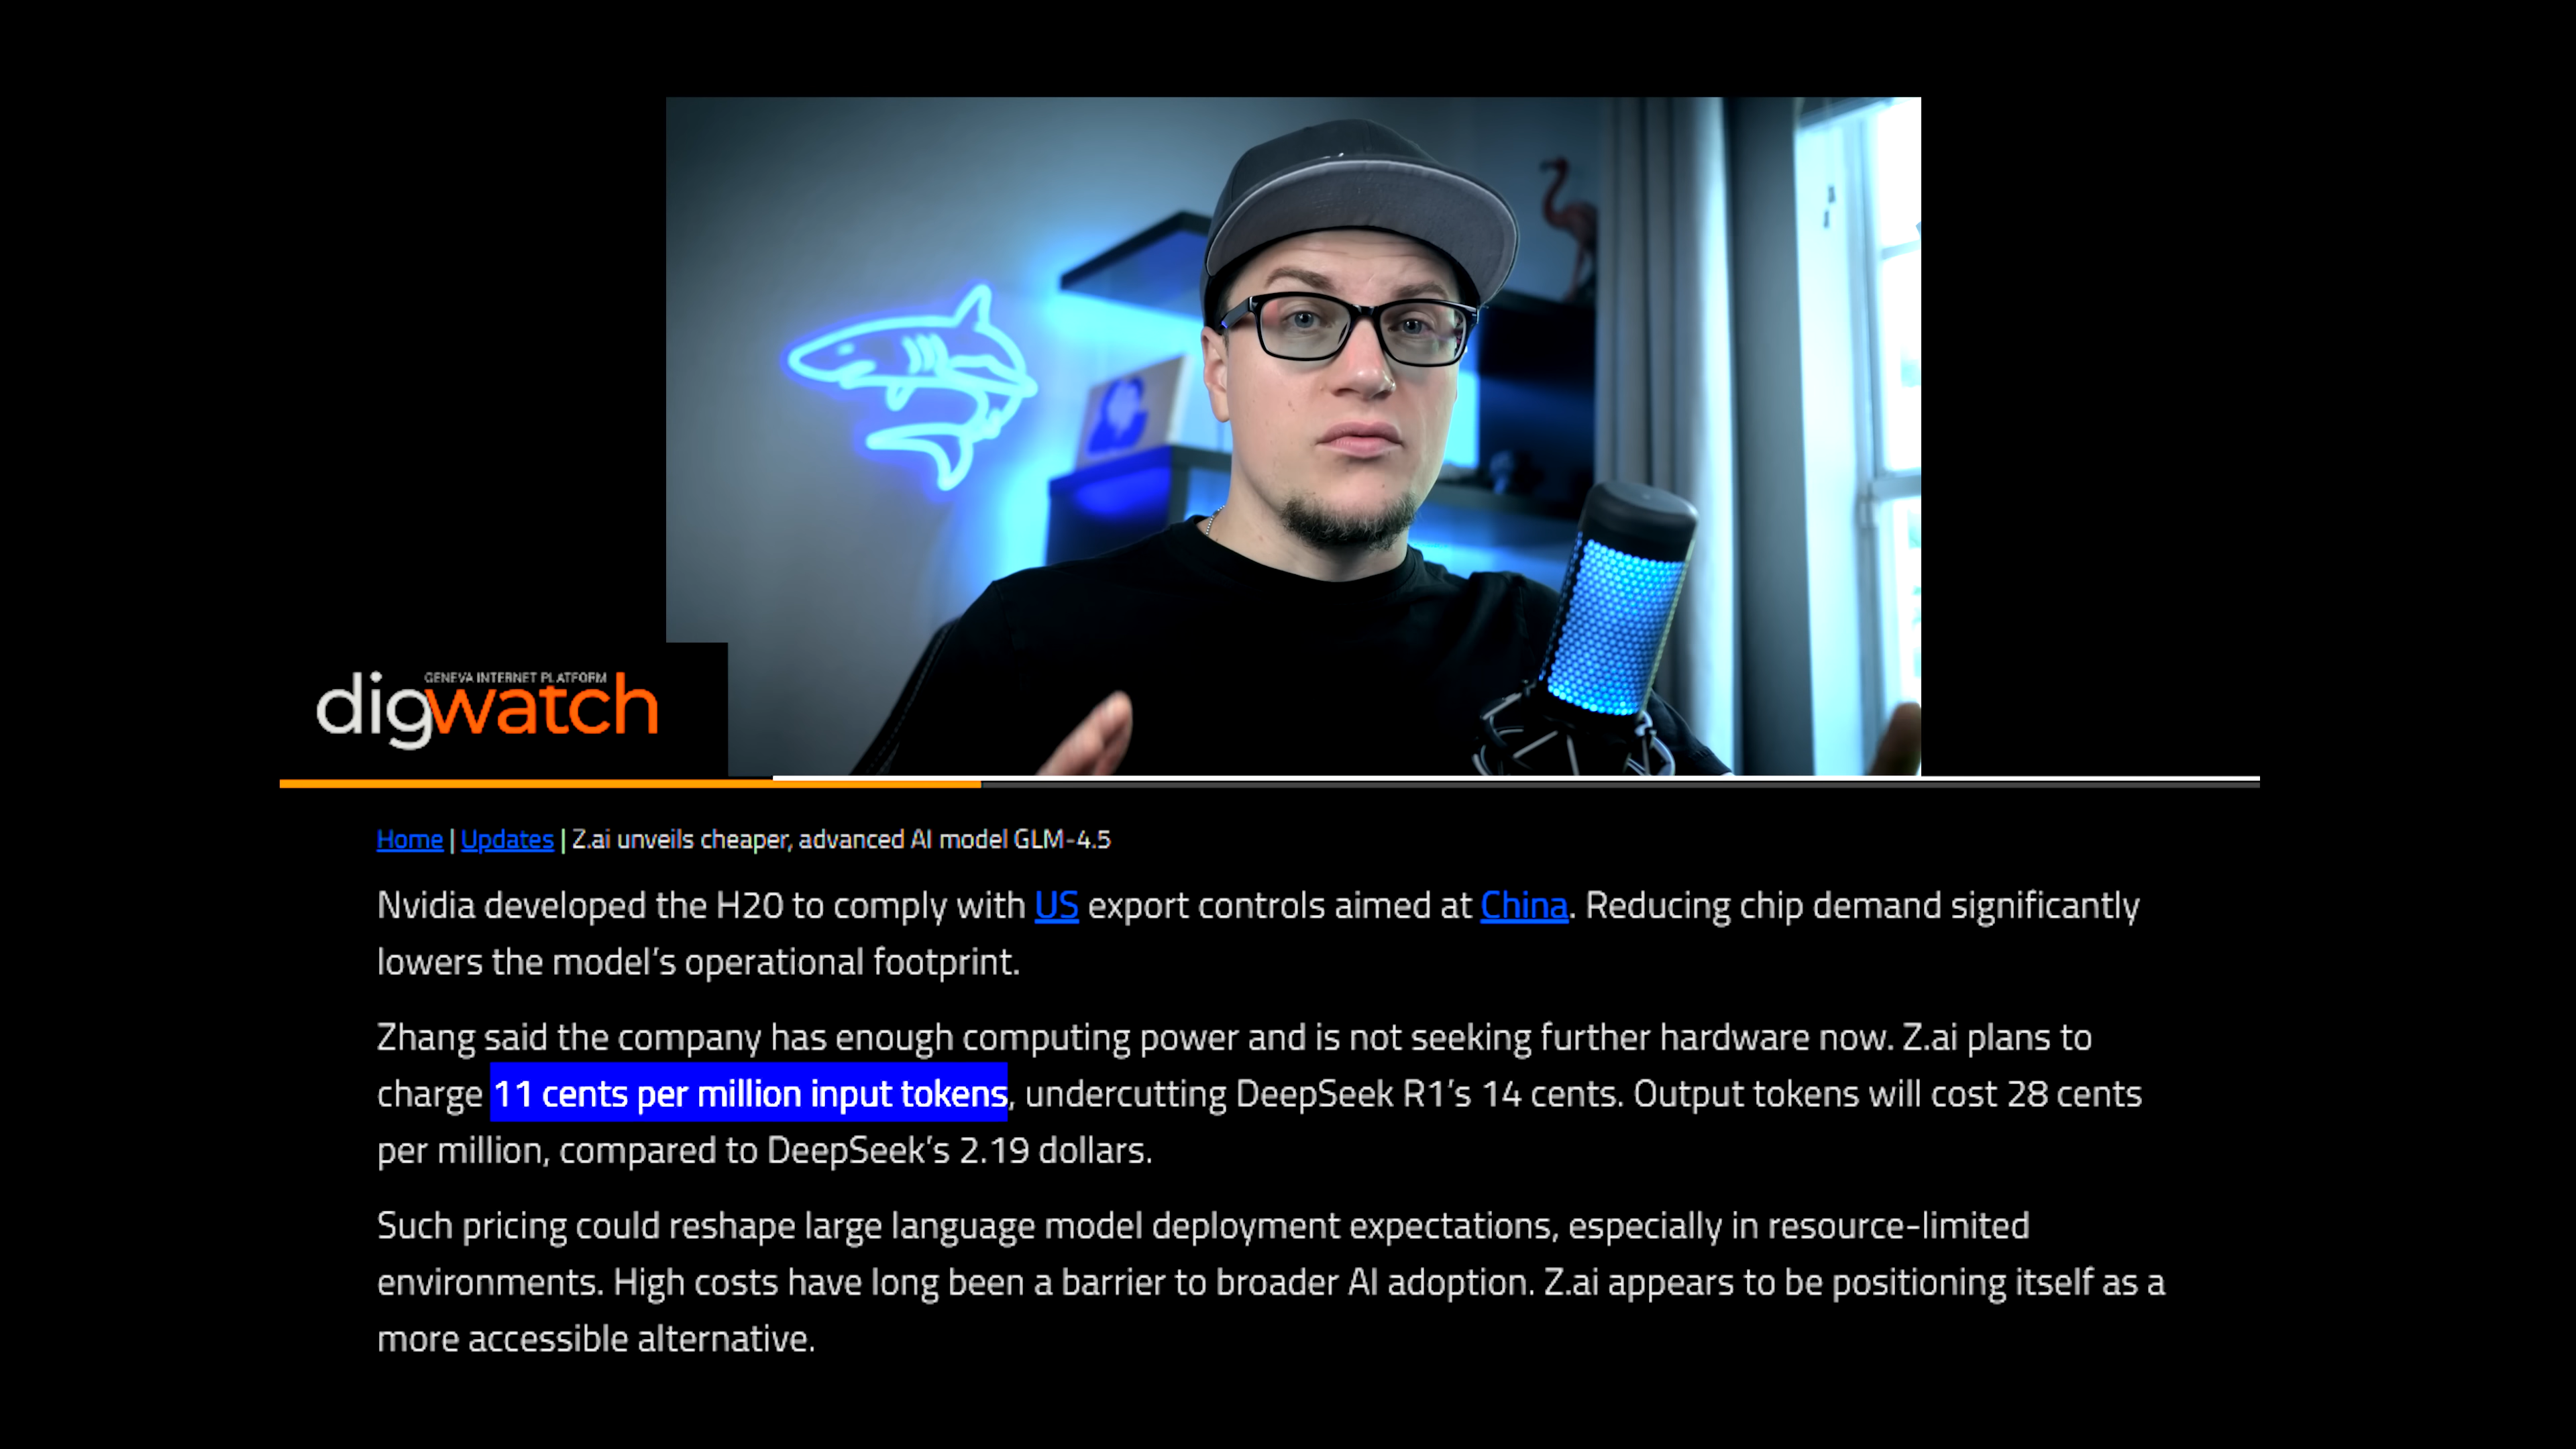 GENEVA INTERNET PLATFORM
digwatch
Home | Updates | Z.ai unveils cheaper, advanced AI model GLM-4.5
Nvidia developed the H20 to comply with US export controls aimed at China. Reducing chip demand significantly
lowers the model’s operational footprint.
Zhang said the company has enough computing power and is not seeking further hardware now. Z.ai plans to
charge 11 cents per million input tokens, undercutting DeepSeek R1’s 14 cents. Output tokens will cost 28 cents
per million, compared to DeepSeek’s 2.19 dollars.
Such pricing could reshape large language model deployment expectations, especially in resource-limited
environments. High costs have long been a barrier to broader AI adoption. Z.ai appears to be positioning itself as a
more accessible alternative.